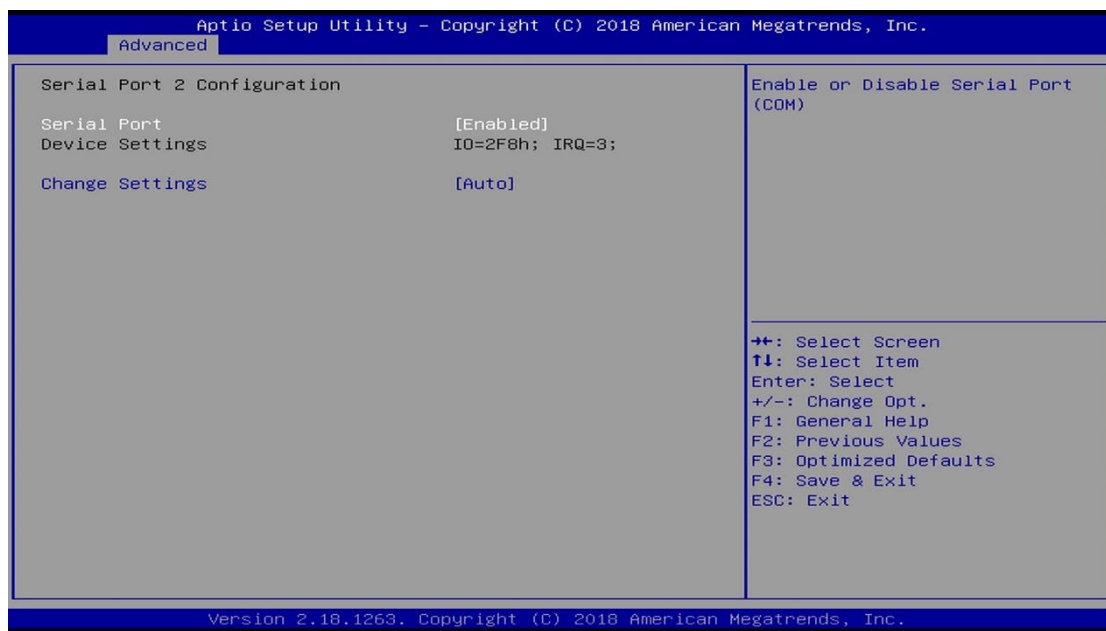 Aptio Setup Utility – Copyright (C) 2018 American Megatrends, Inc.
Advanced
Serial Port 2 Configuration
Serial Port [Enabled]
Device Settings IO=2F8h; IRQ=3;
Change Settings [Auto]
Enable or Disable Serial Port
(COM)
→←: Select Screen
↑↓: Select Item
Enter: Select
+/-: Change Opt.
F1: General Help
F2: Previous Values
F3: Optimized Defaults
F4: Save & Exit
ESC: Exit
Version 2.18.1263. Copyright (C) 2018 American Megatrends, Inc.